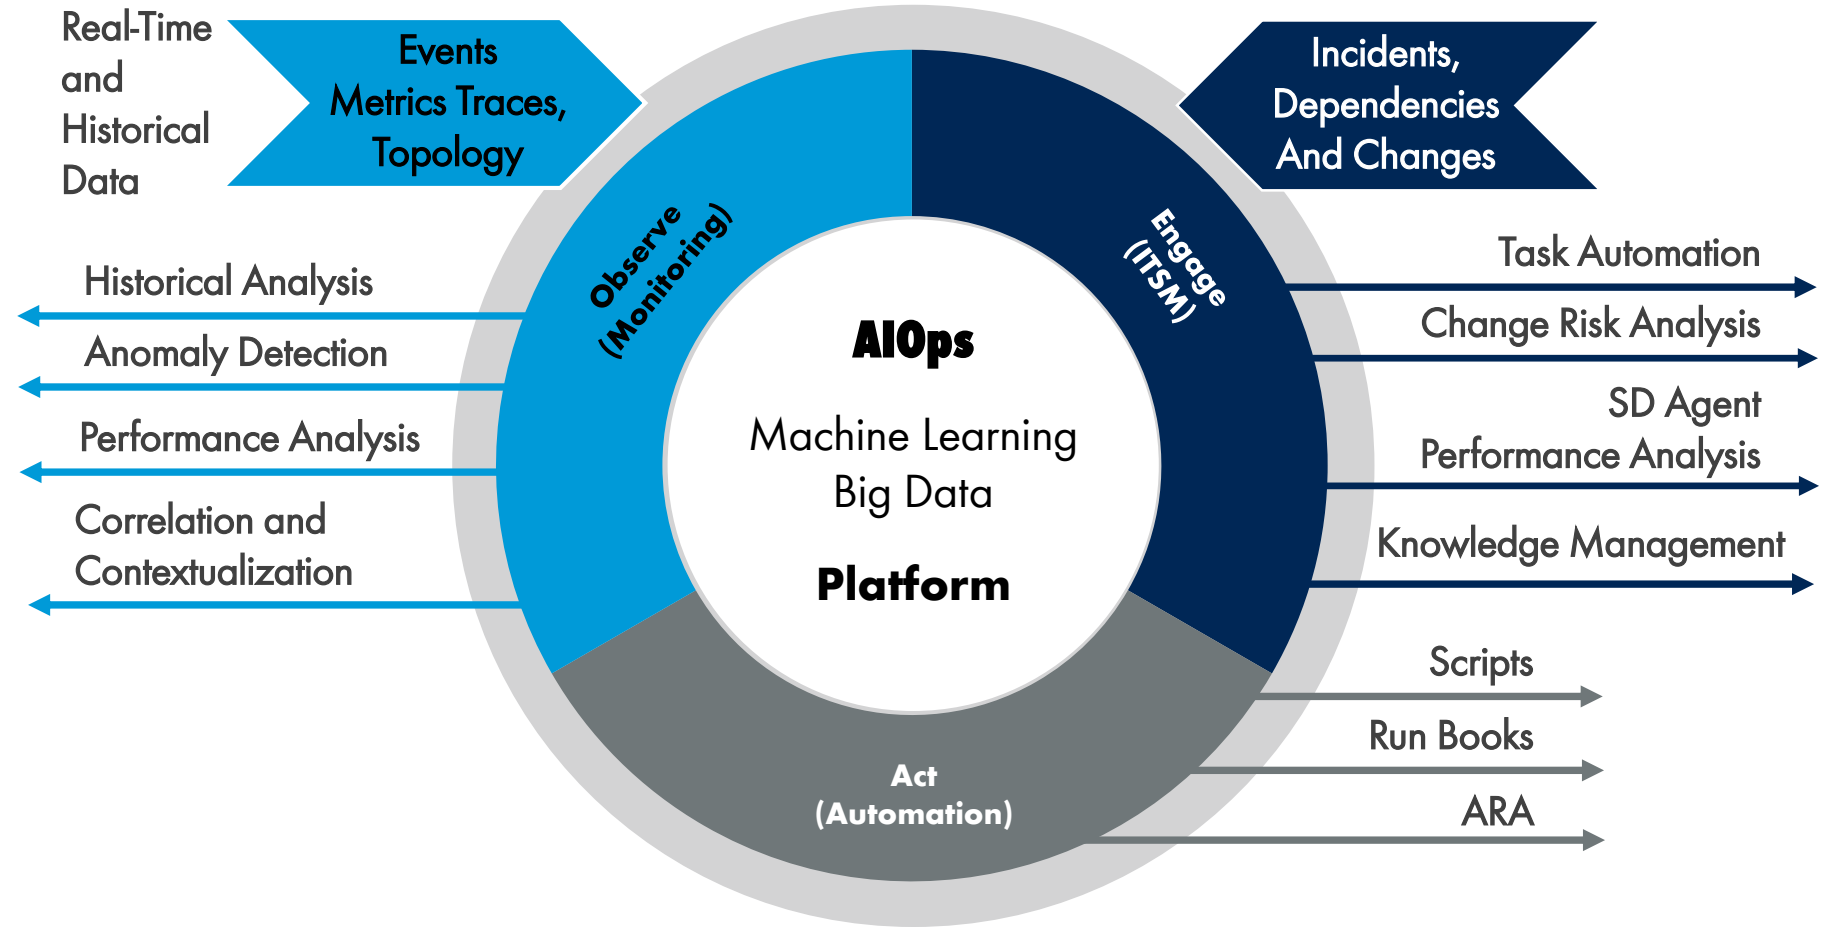 Real-Time
and
Historical
Data
Events
Metrics Traces,
Topology
Incidents,
Dependencies
And Changes
Observe
(Monitoring)
Engage
(ITSM)
Historical Analysis
Anomaly Detection
Performance Analysis
Correlation and
Contextualization
AIOps
Machine Learning
Big Data
Platform
Task Automation
Change Risk Analysis
SD Agent
Performance Analysis
Knowledge Management
Act
(Automation)
Scripts
Run Books
ARA